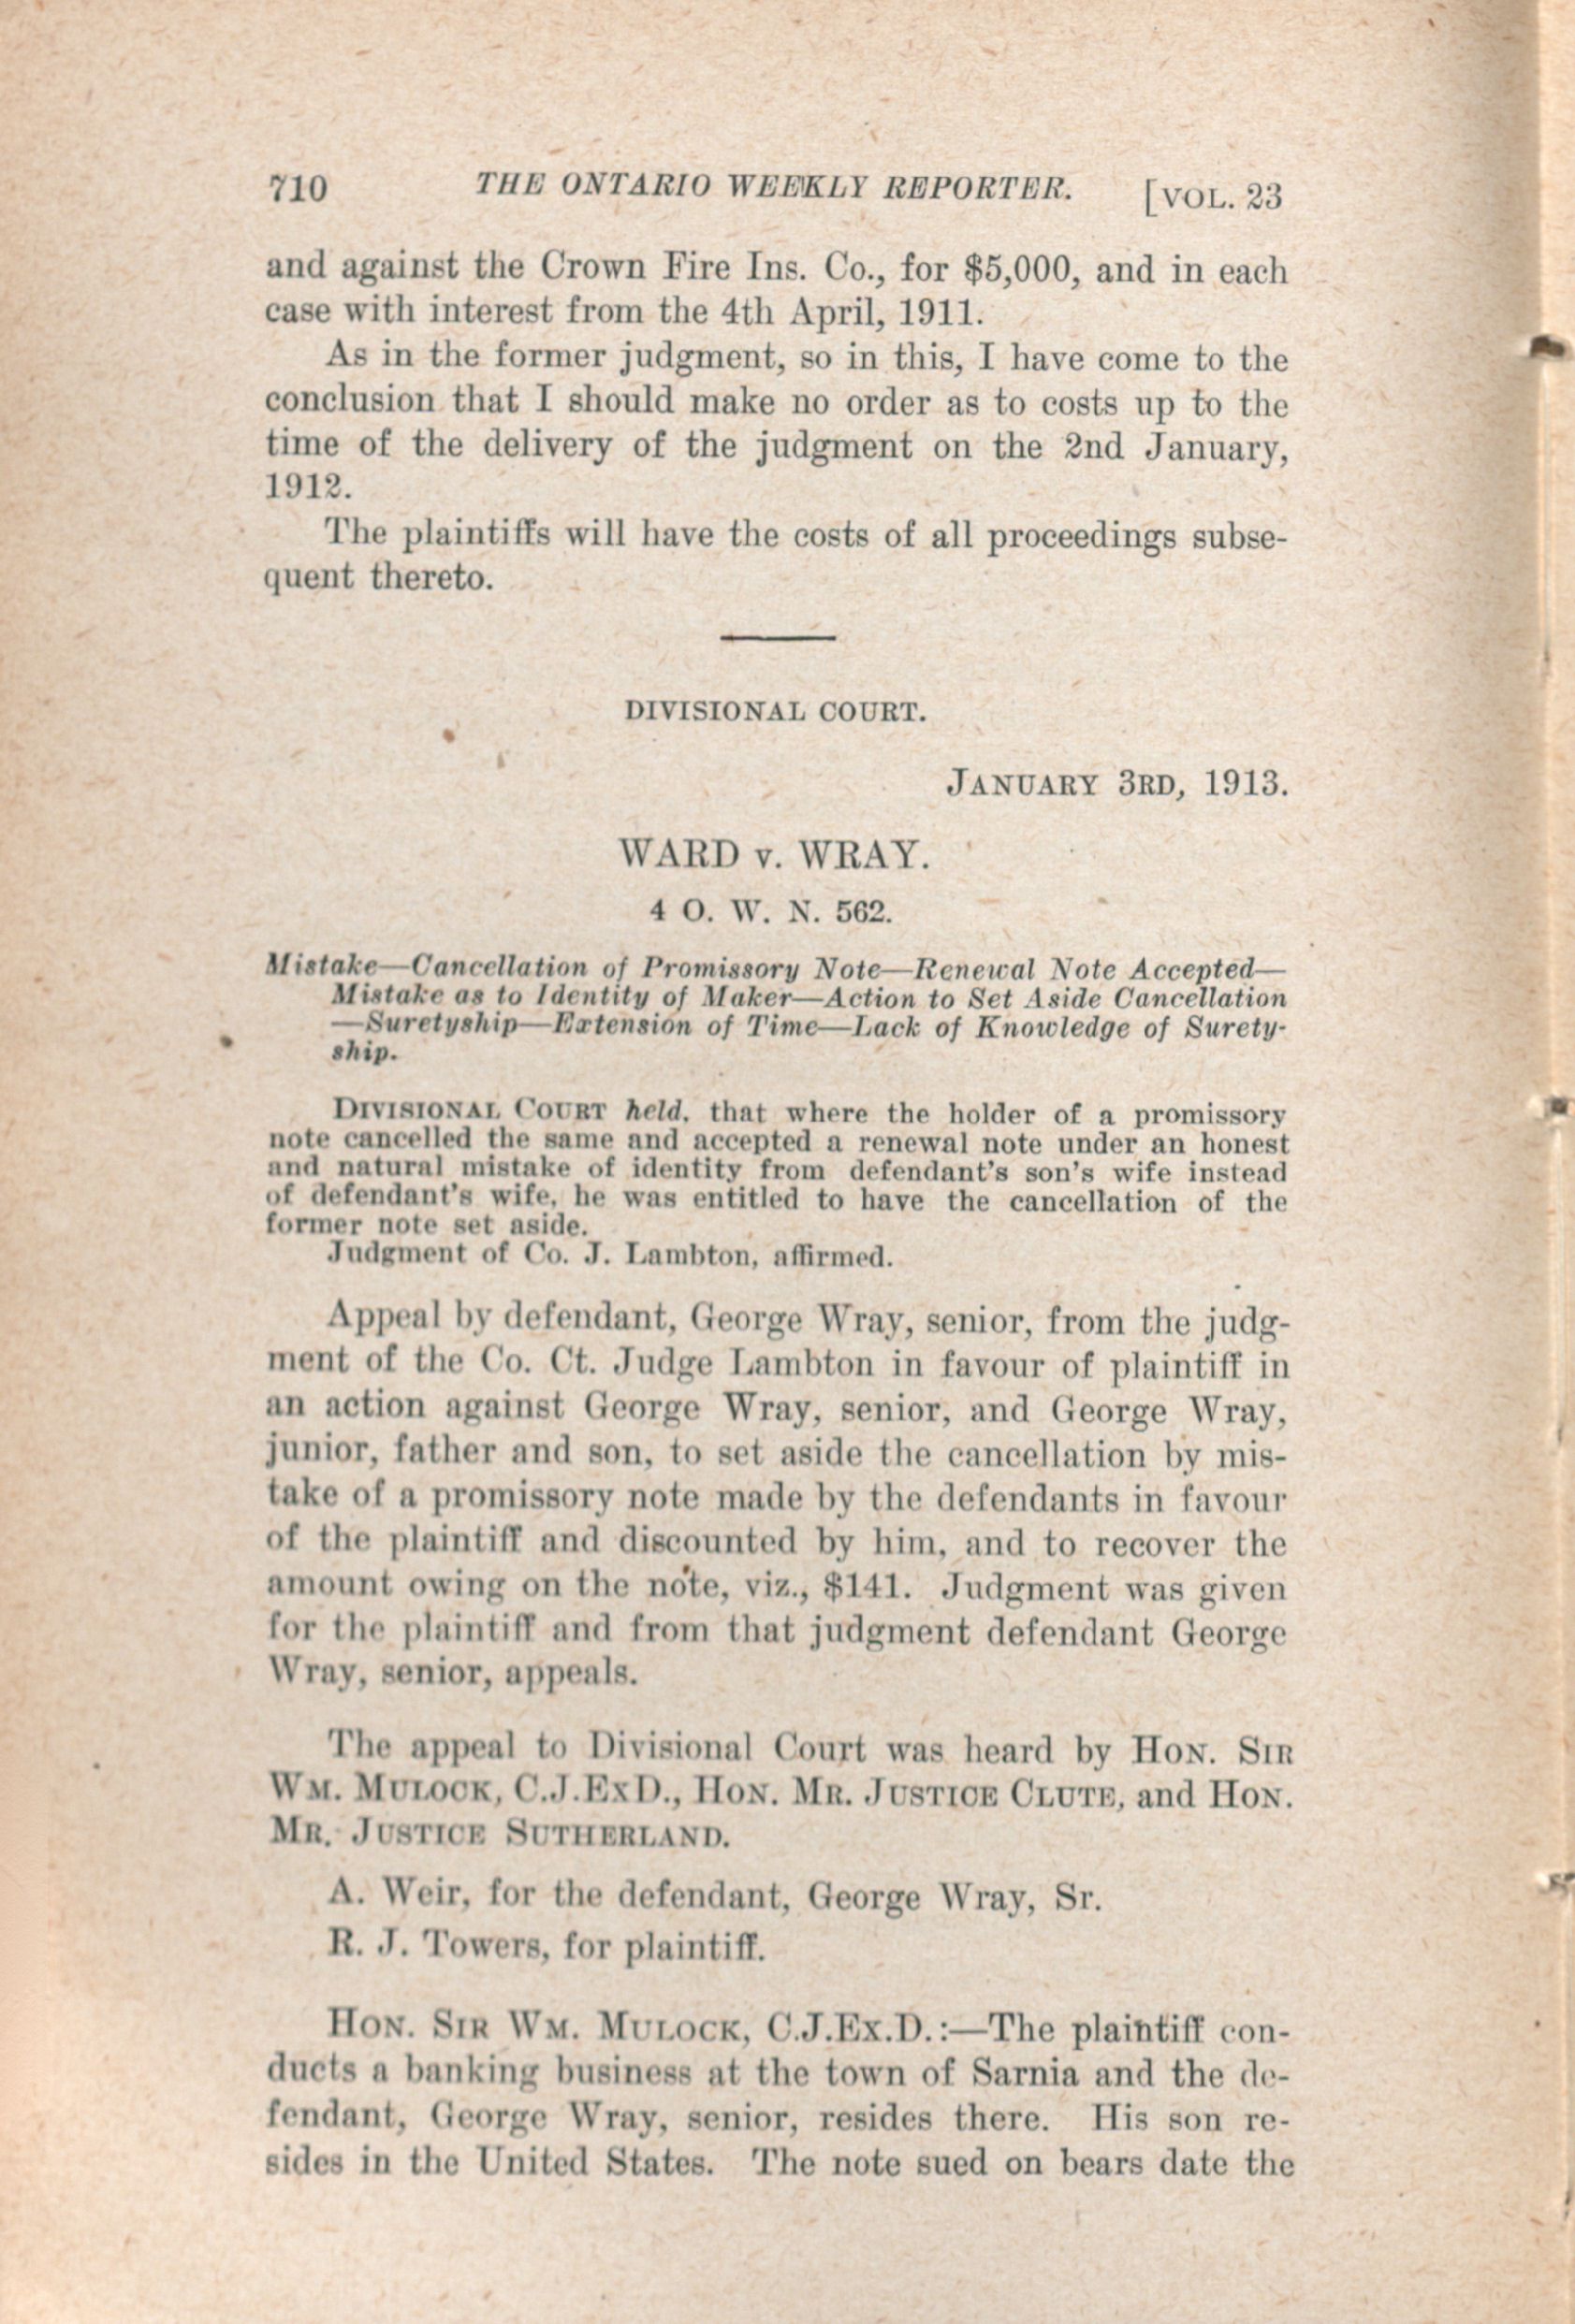 710 THE ONTARIO WEEKLY REPORTER. [VOL. 23
and against the Crown Fire Ins. Co., for $5,000, and in each
case with interest from the 4th April, 1911.
As in the former judgment, so in this, I have come to the
conclusion that I should make no order as to costs up to the
time of the delivery of the judgment on the 2nd January,
1912.
The plaintiffs will have the costs of all proceedings subse-
quent thereto.
DIVISIONAL COURT.
JANUARY 3RD, 1913.
WARD v. WRAY.
4 O. W. N. 562.
Mistake—Cancellation of Promissory Note—Renewal Note Accepted—
Mistake as to Identity of Maker—Action to Set Aside Cancellation
—Suretyship—Extension of Time—Lack of Knowledge of Surety-
ship.
DIVISIONAL COURT held, that where the holder of a promissory
note cancelled the same and accepted a renewal note under an honest
and natural mistake of identity from defendant's son's wife instead
of defendant's wife, he was entitled to have the cancellation of the
former note set aside.
Judgment of Co. J. Lambton, affirmed.
Appeal by defendant, George Wray, senior, from the judg-
ment of the Co. Ct. Judge Lambton in favour of plaintiff in
an action against George Wray, senior, and George Wray,
junior, father and son, to set aside the cancellation by mis-
take of a promissory note made by the defendants in favour
of the plaintiff and discounted by him, and to recover the
amount owing on the note, viz., $141. Judgment was given
for the plaintiff and from that judgment defendant George
Wray, senior, appeals.
The appeal to Divisional Court was heard by HON. SIR
WM. MULOCK, C.J.EXD., HON. MR. JUSTICE CLUTE, and HON.
MR. JUSTICE SUTHERLAND.
A. Weir, for the defendant, George Wray, Sr.
R. J. Towers, for plaintiff.
HON. SIR WM. MULOCK, C.J.EX.D.:—The plaintiff con-
ducts a banking business at the town of Sarnia and the de-
fendant, George Wray, senior, resides there. His son re-
sides in the United States. The note sued on bears date the